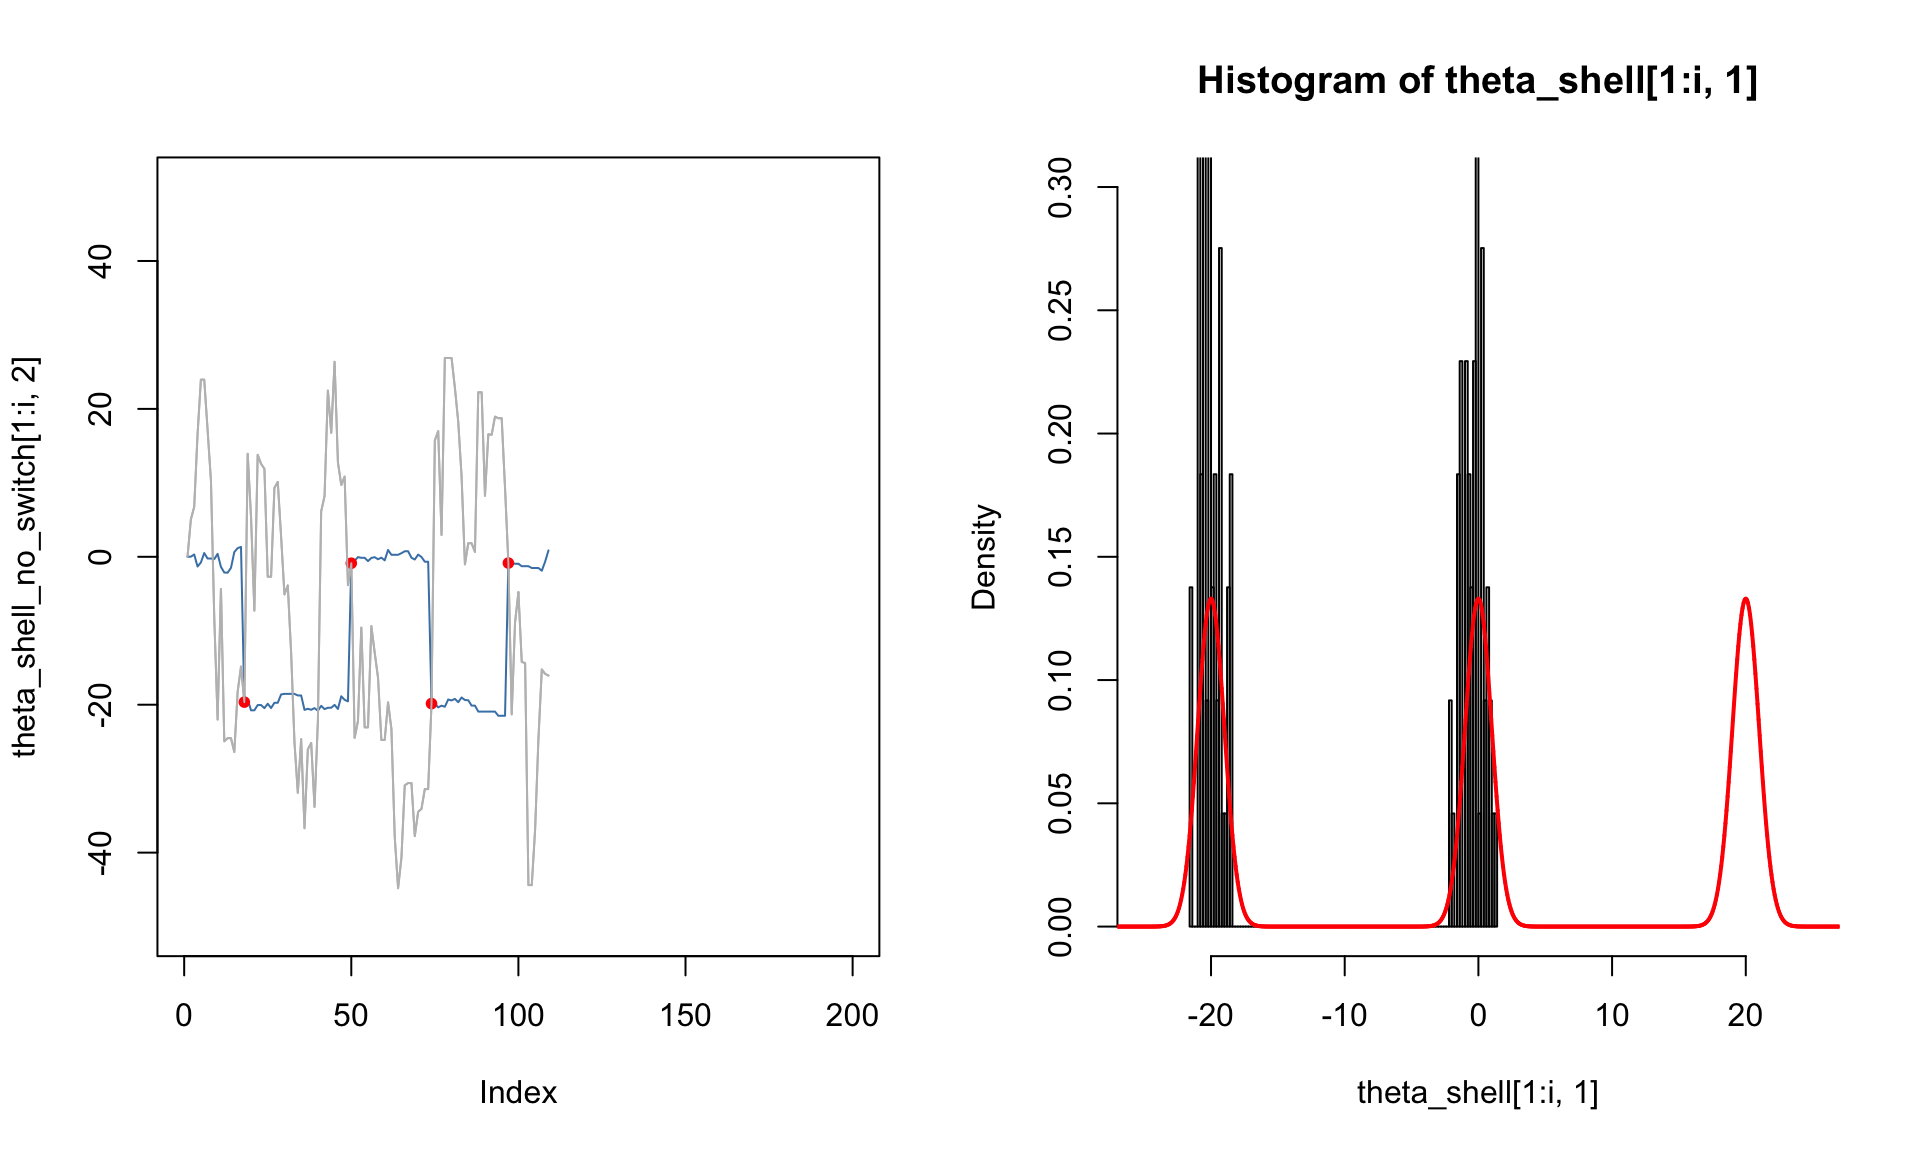 theta_shell_no_switch[1:i, 2]
40
20
0
-20
-40
0 50 100 150 200
Index
Histogram of theta_shell[1:i, 1]
Density
0.30
0.25
0.20
0.15
0.10
0.05
0.00
-20 -10 0 10 20
theta_shell[1:i, 1]